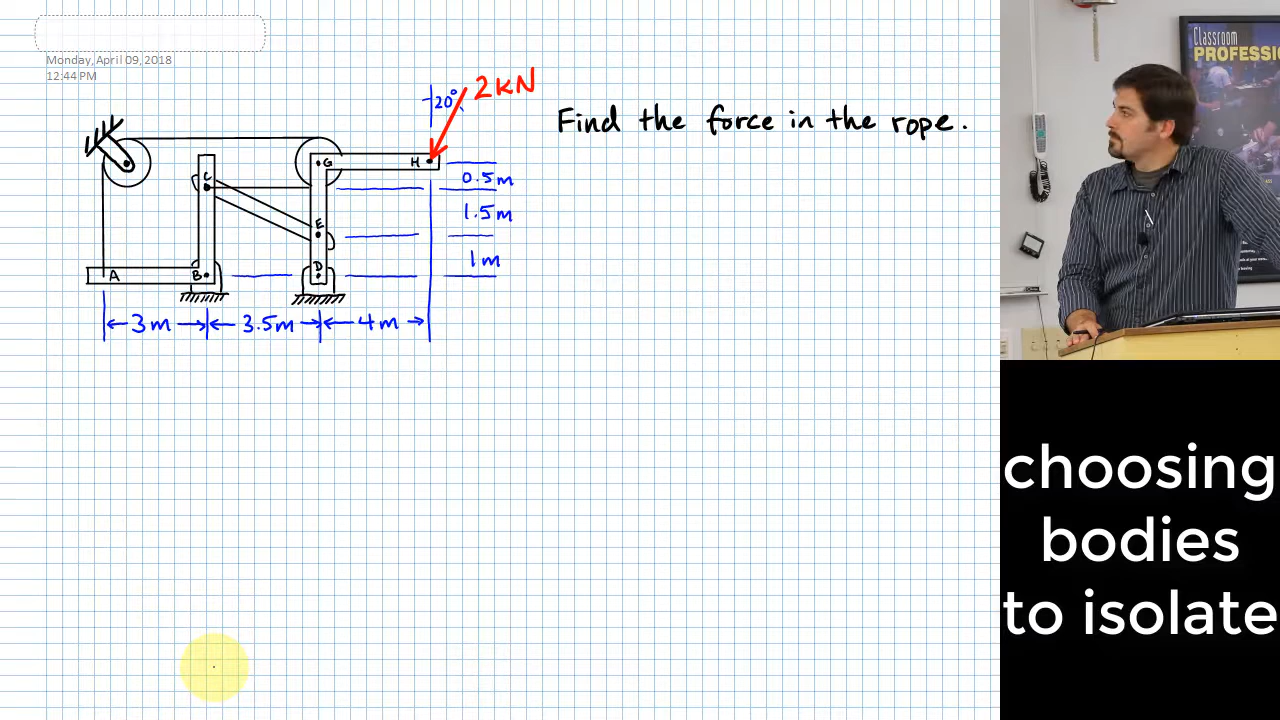 Monday, April 09, 2018
12:44 PM
20°
2kN
Find the force in the rope.
G
H
C
0.5m
1.5m
E
A
B
D
1m
3m
3.5m
4m
Classroom
PROFESSI
choosing
bodies
to isolate